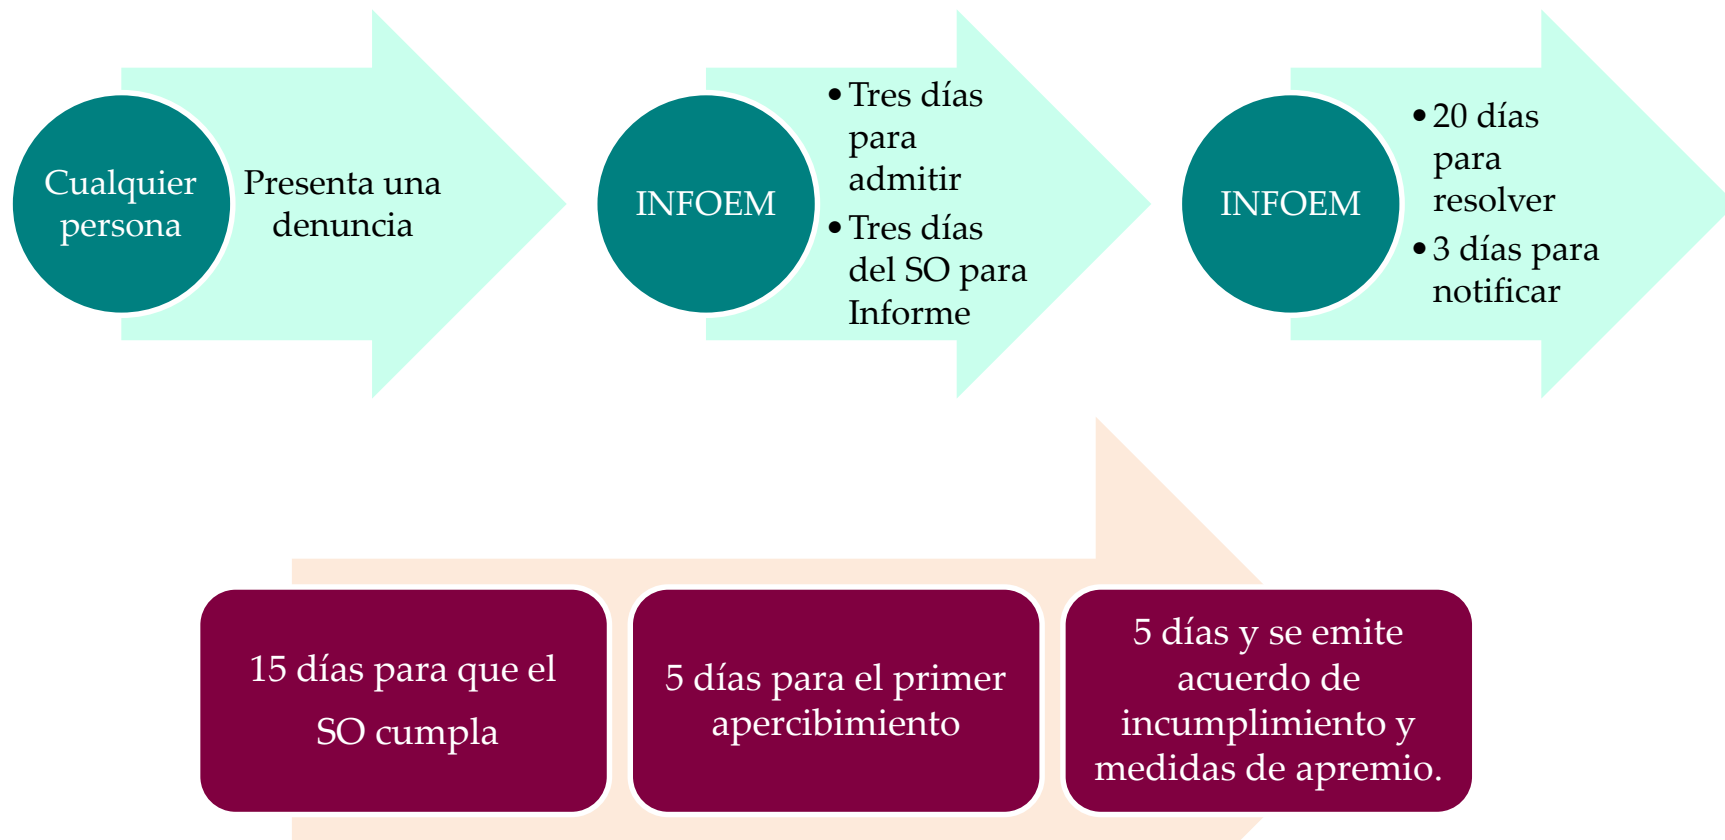 Cualquier
persona
Presenta una
denuncia
INFOEM
• Tres días
para
admitir
• Tres días
del SO para
Informe
INFOEM
• 20 días
para
resolver
• 3 días para
notificar
15 días para que el
SO cumpla
5 días para el primer
apercibimiento
5 días y se emite
acuerdo de
incumplimiento y
medidas de apremio.